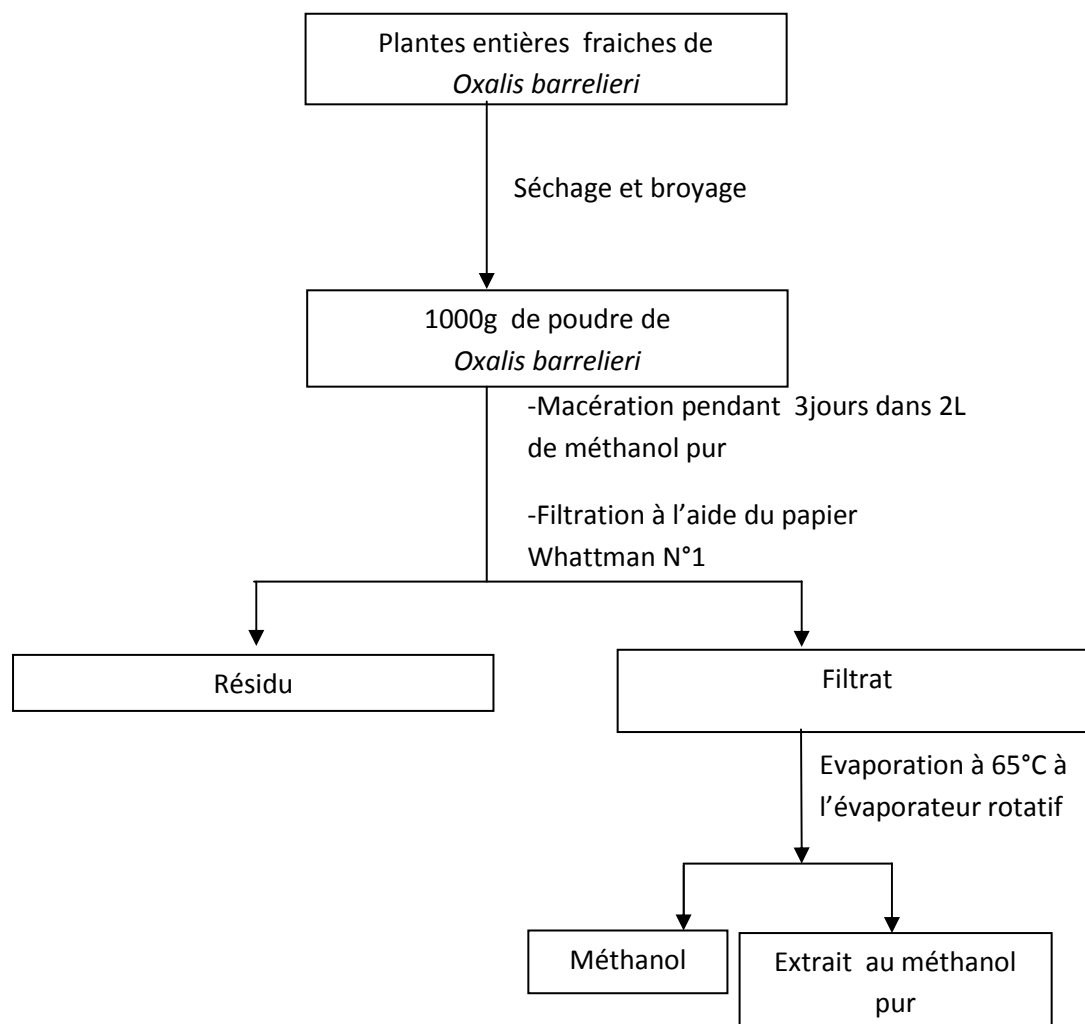 Plantes entières fraiches de
Oxalis barrelieri
Séchage et broyage
1000g de poudre de
Oxalis barrelieri
-Macération pendant 3jours dans 2L
de méthanol pur
-Filtration à l’aide du papier
Whattman N°1
Résidu
Filtrat
Evaporation à 65°C à
l’évaporateur rotatif
Méthanol
Extrait au méthanol
pur